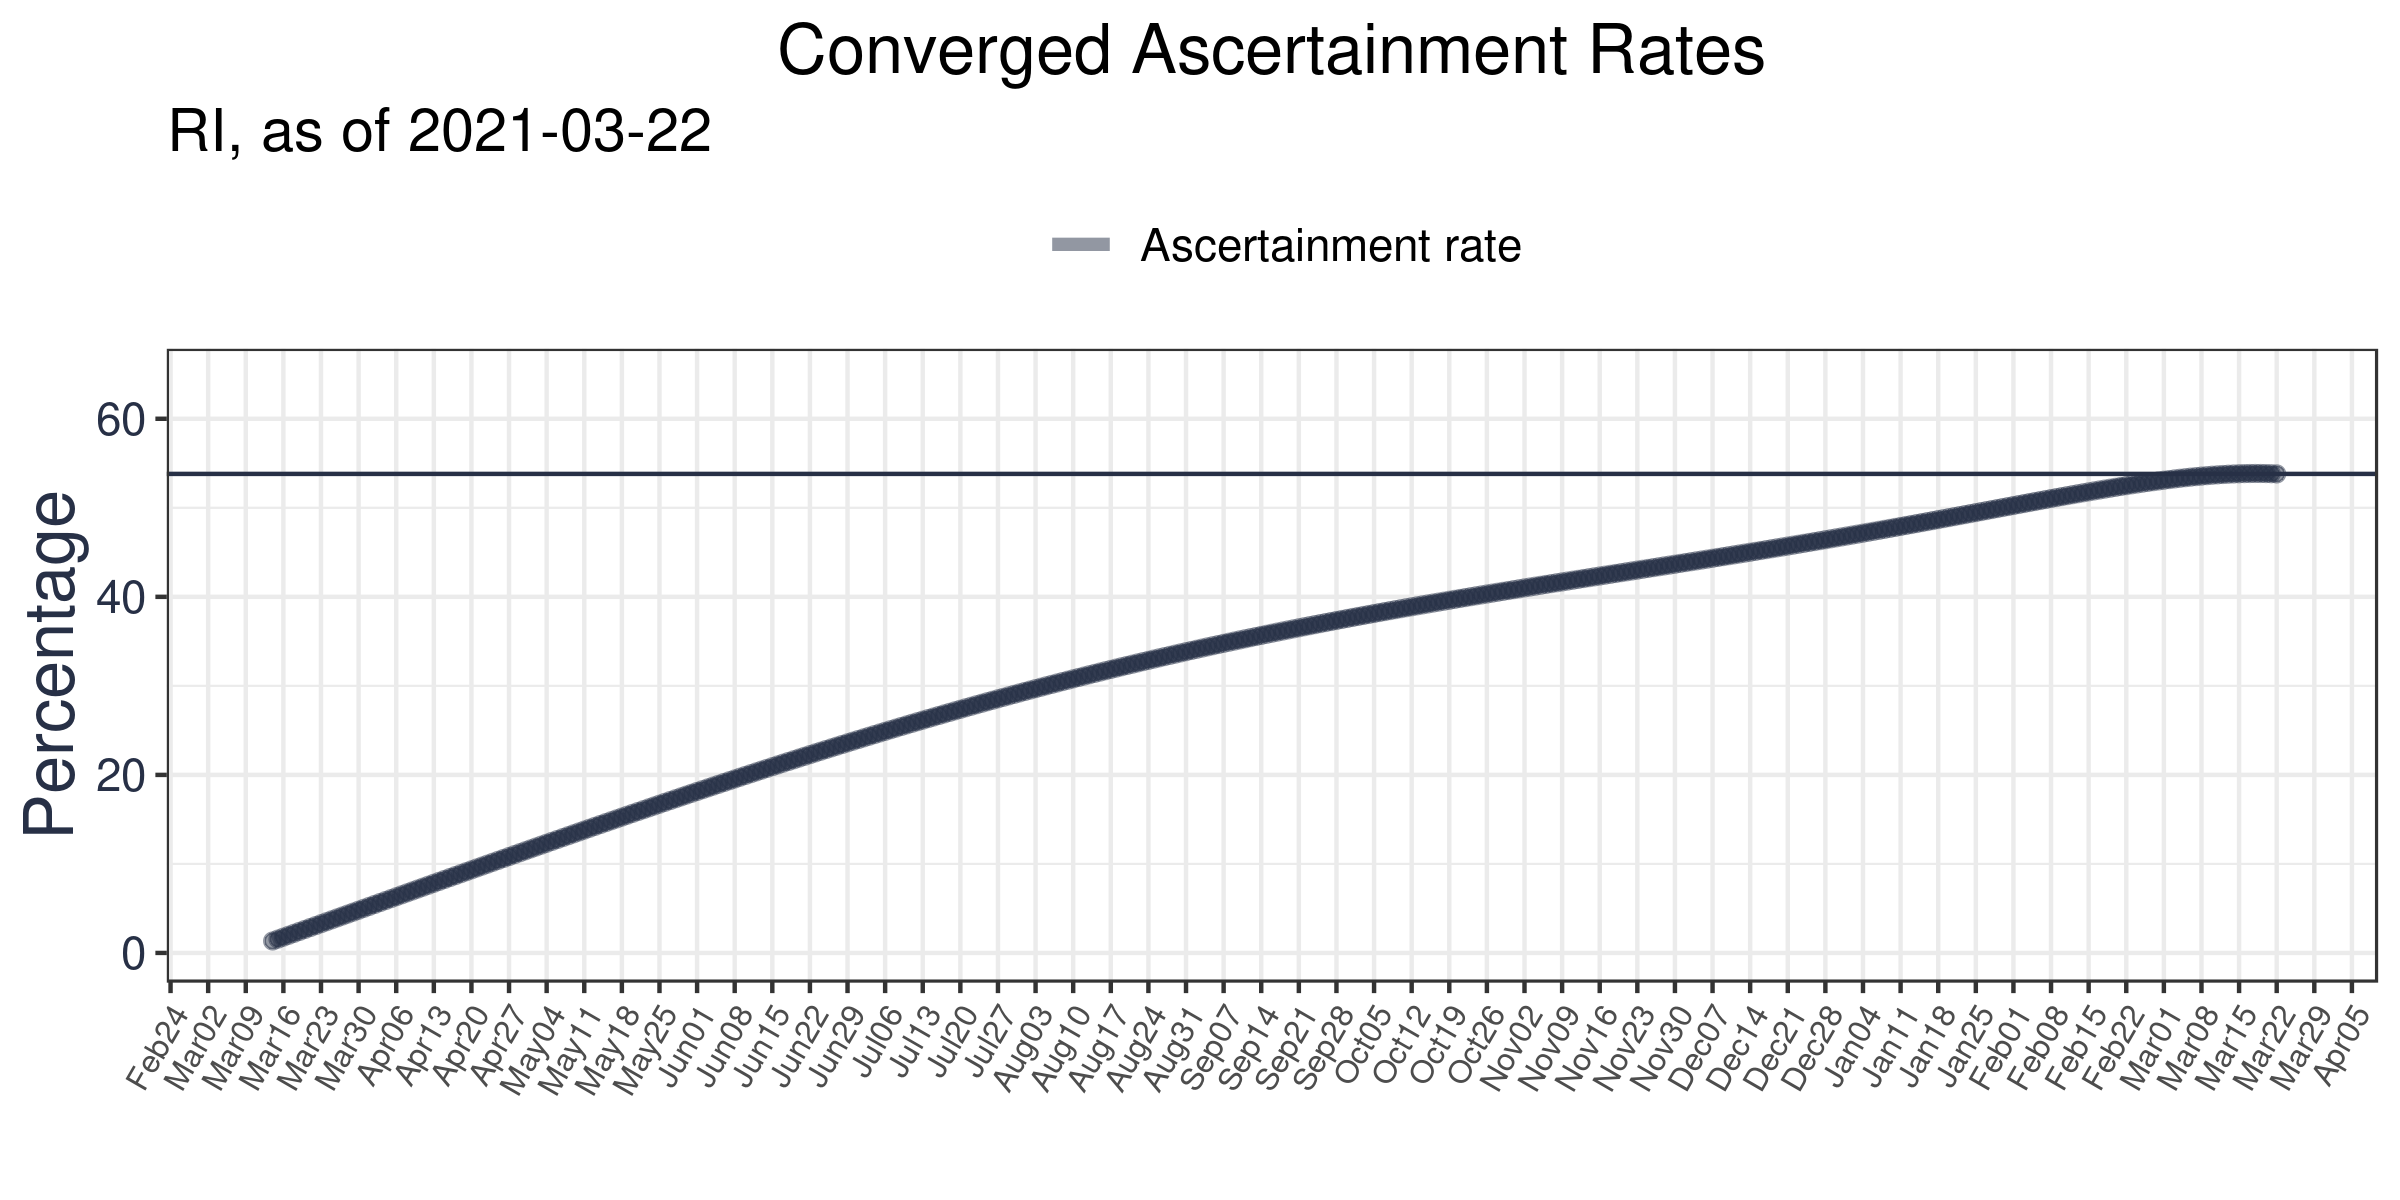 Converged Ascertainment Rates
RI, as of 2021-03-22
Ascertainment rate
Percentage
60
40
20
0
Feb24 Mar02 Mar09 Mar16 Mar23 Mar30 Apr06 Apr13 Apr20 Apr27 May04 May11 May18 May25 Jun01 Jun08 Jun15 Jun22 Jun29 Jul06 Jul13 Jul20 Jul27 Aug03 Aug10 Aug17 Aug24 Aug31 Sep07 Sep14 Sep21 Sep28 Oct05 Oct12 Oct19 Oct26 Nov02 Nov09 Nov16 Nov23 Nov30 Dec07 Dec14 Dec21 Dec28 Jan04 Jan11 Jan18 Jan25 Feb01 Feb08 Feb15 Feb22 Mar01 Mar08 Mar15 Mar22 Mar29 Apr05